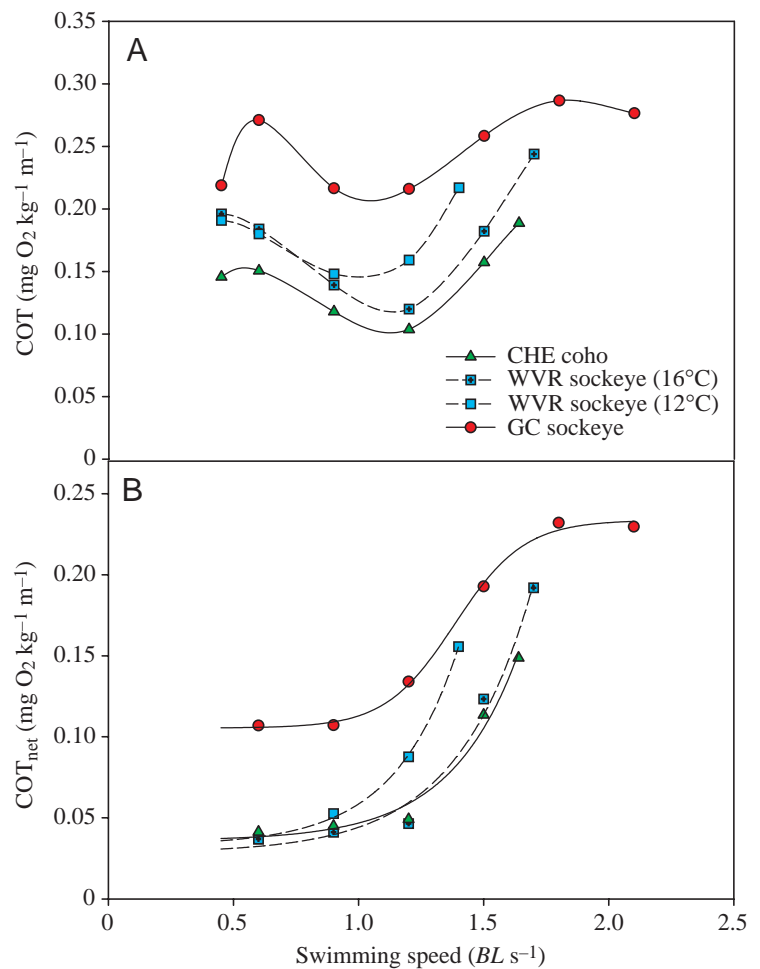 A
0.35
0.30
0.25
0.20
0.15
0.10
0.05
0
COT (mg O₂ kg⁻¹ m⁻¹)
CHE coho
WVR sockeye (16°C)
WVR sockeye (12°C)
GC sockeye
B
0.25
0.20
0.15
0.10
0.05
0
COTnet (mg O₂ kg⁻¹ m⁻¹)
0 0.5 1.0 1.5 2.0 2.5
Swimming speed (BL s⁻¹)